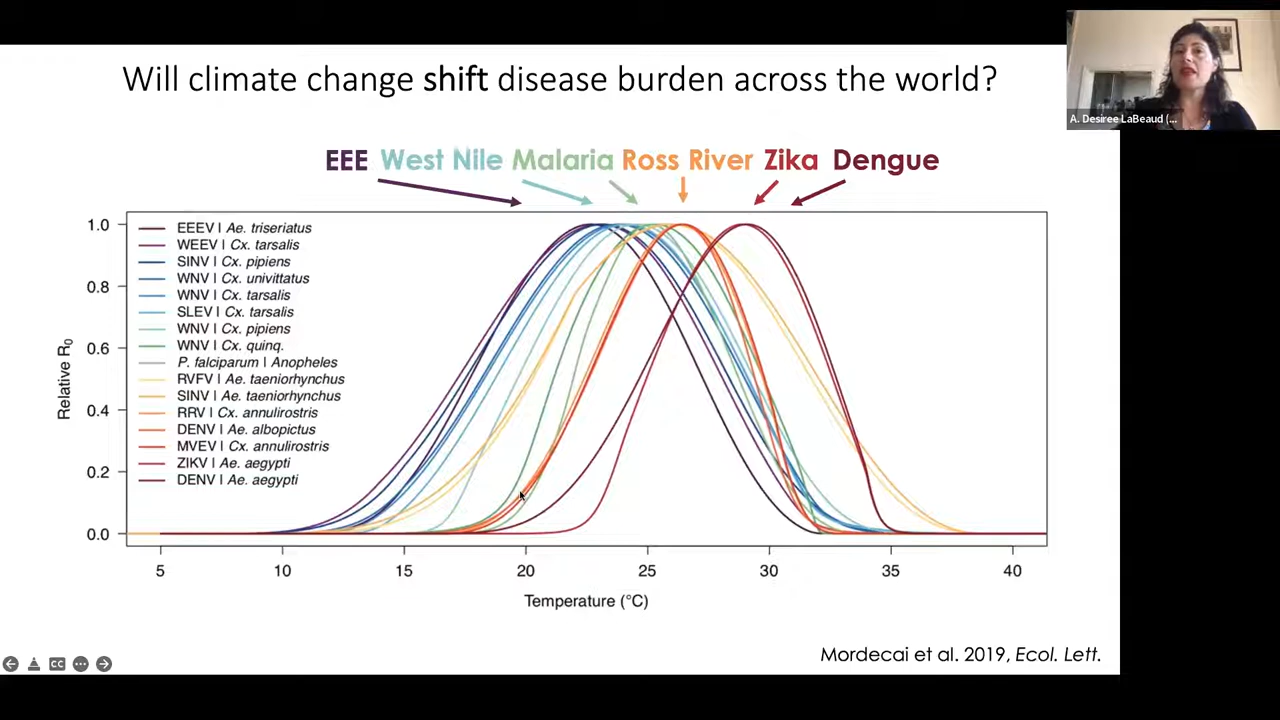 Will climate change shift disease burden across the world?
A. Desiree LaBeaud (...
EEE West Nile Malaria Ross River Zika Dengue
EEEV | Ae. triseriatus
WEEV | Cx. tarsalis
SINV | Cx. pipiens
WNV | Cx. univittatus
WNV | Cx. tarsalis
SLEV | Cx. tarsalis
WNV | Cx. pipiens
WNV | Cx. quinq.
P. falciparum | Anopheles
RVFV | Ae. taeniorhynchus
SINV | Ae. taeniorhynchus
RRV | Cx. annulirostris
DENV | Ae. albopictus
MVEV | Cx. annulirostris
ZIKV | Ae. aegypti
DENV | Ae. aegypti
Relative R₀
1.0
0.8
0.6
0.4
0.2
0.0
5 10 15 20 25 30 35 40
Temperature (°C)
Mordecai et al. 2019, Ecol. Lett.
CC